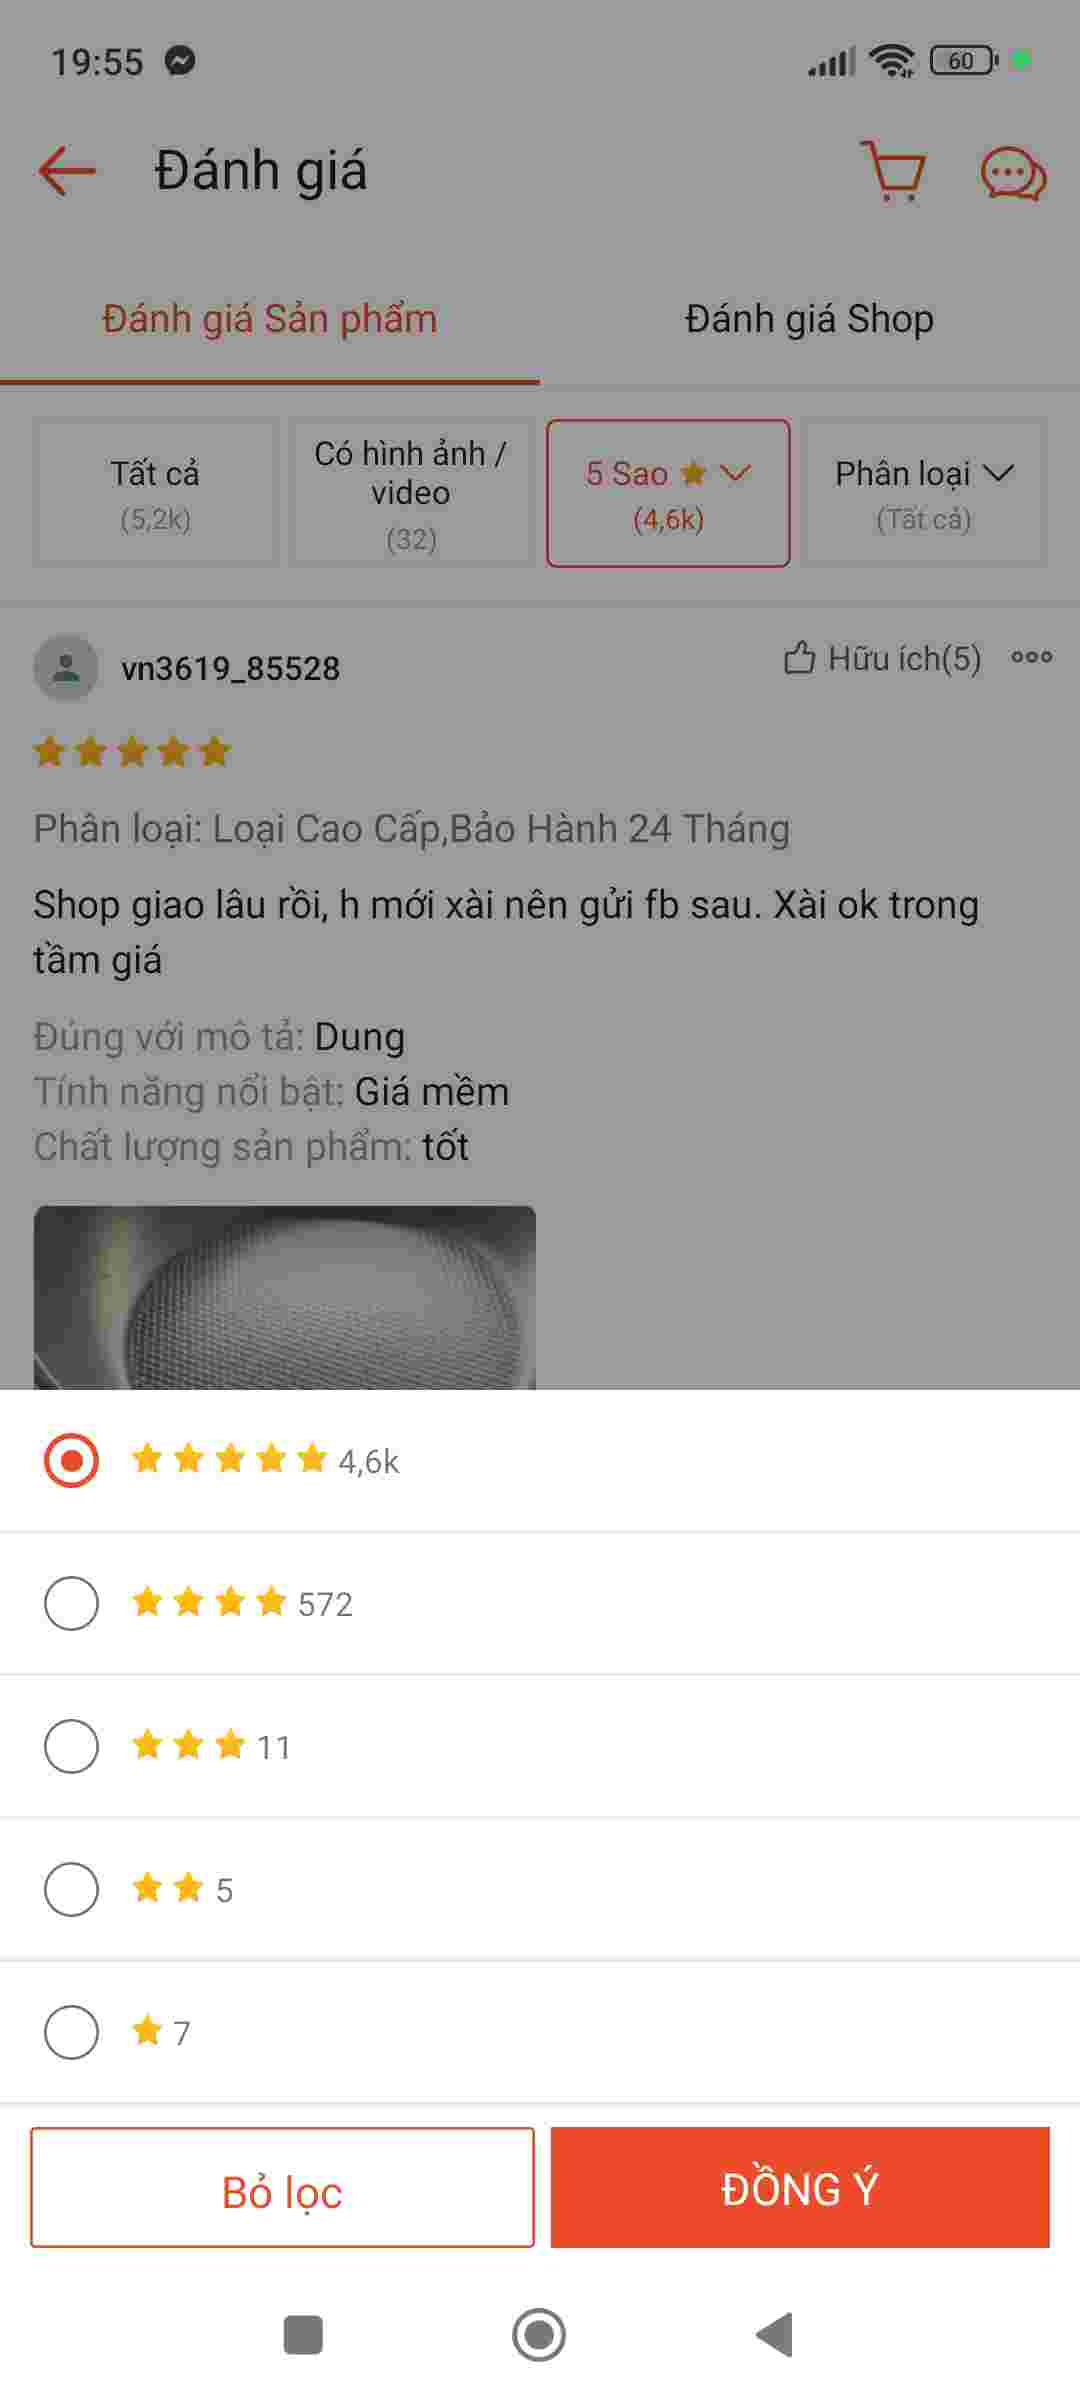 19:55
60
Đánh giá
Đánh giá Sản phẩm
Đánh giá Shop
Tất cả
(5,2k)
Có hình ảnh /
video
(32)
5 Sao
(4,6k)
Phân loại
(Tất cả)
vn3619_85528
Hữu ích(5)
Phân loại: Loại Cao Cấp,Bảo Hành 24 Tháng
Shop giao lâu rồi, h mới xài nên gửi fb sau. Xài ok trong
tầm giá
Đúng với mô tả: Dung
Tính năng nổi bật: Giá mềm
Chất lượng sản phẩm: tốt
4,6k
572
11
5
7
Bỏ lọc
ĐỒNG Ý